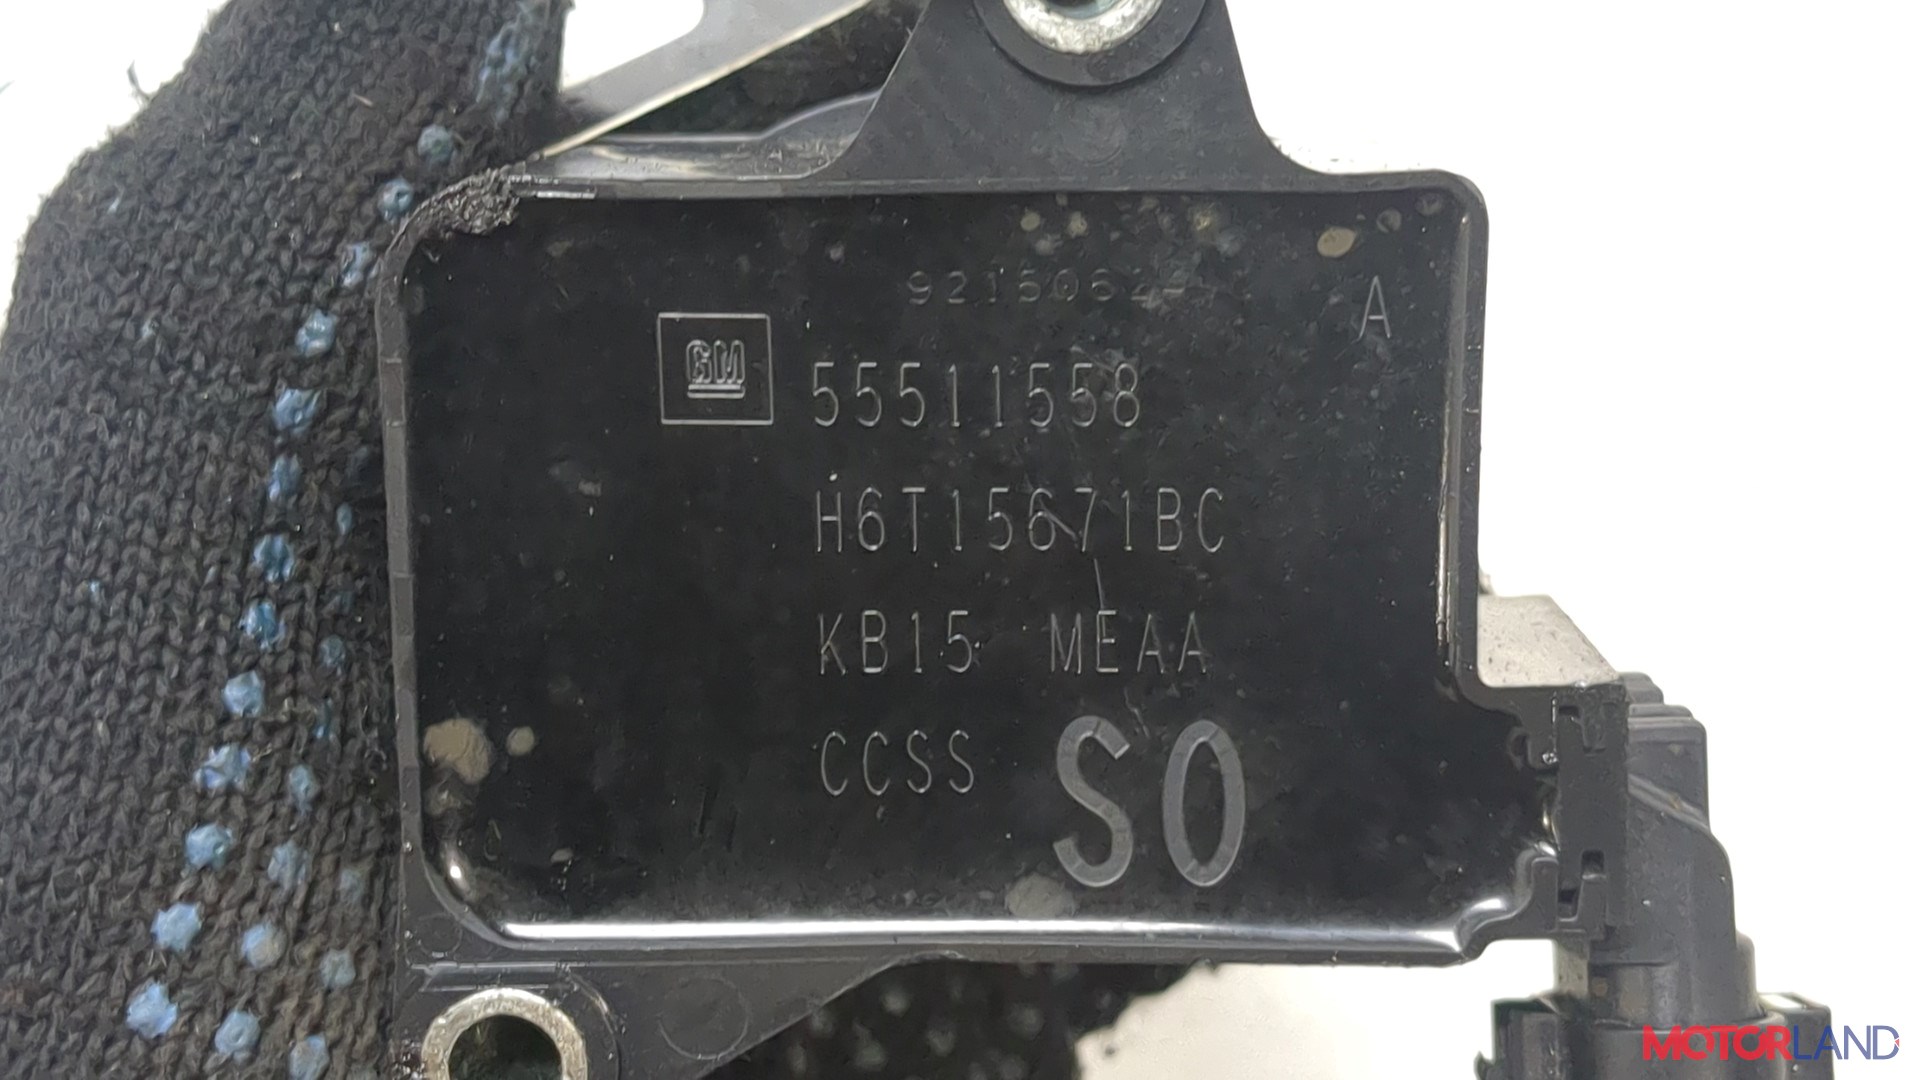 A
GM 55511558
H6T15671BC
KB15 MEAA
CCSS SO
MOTORLAND